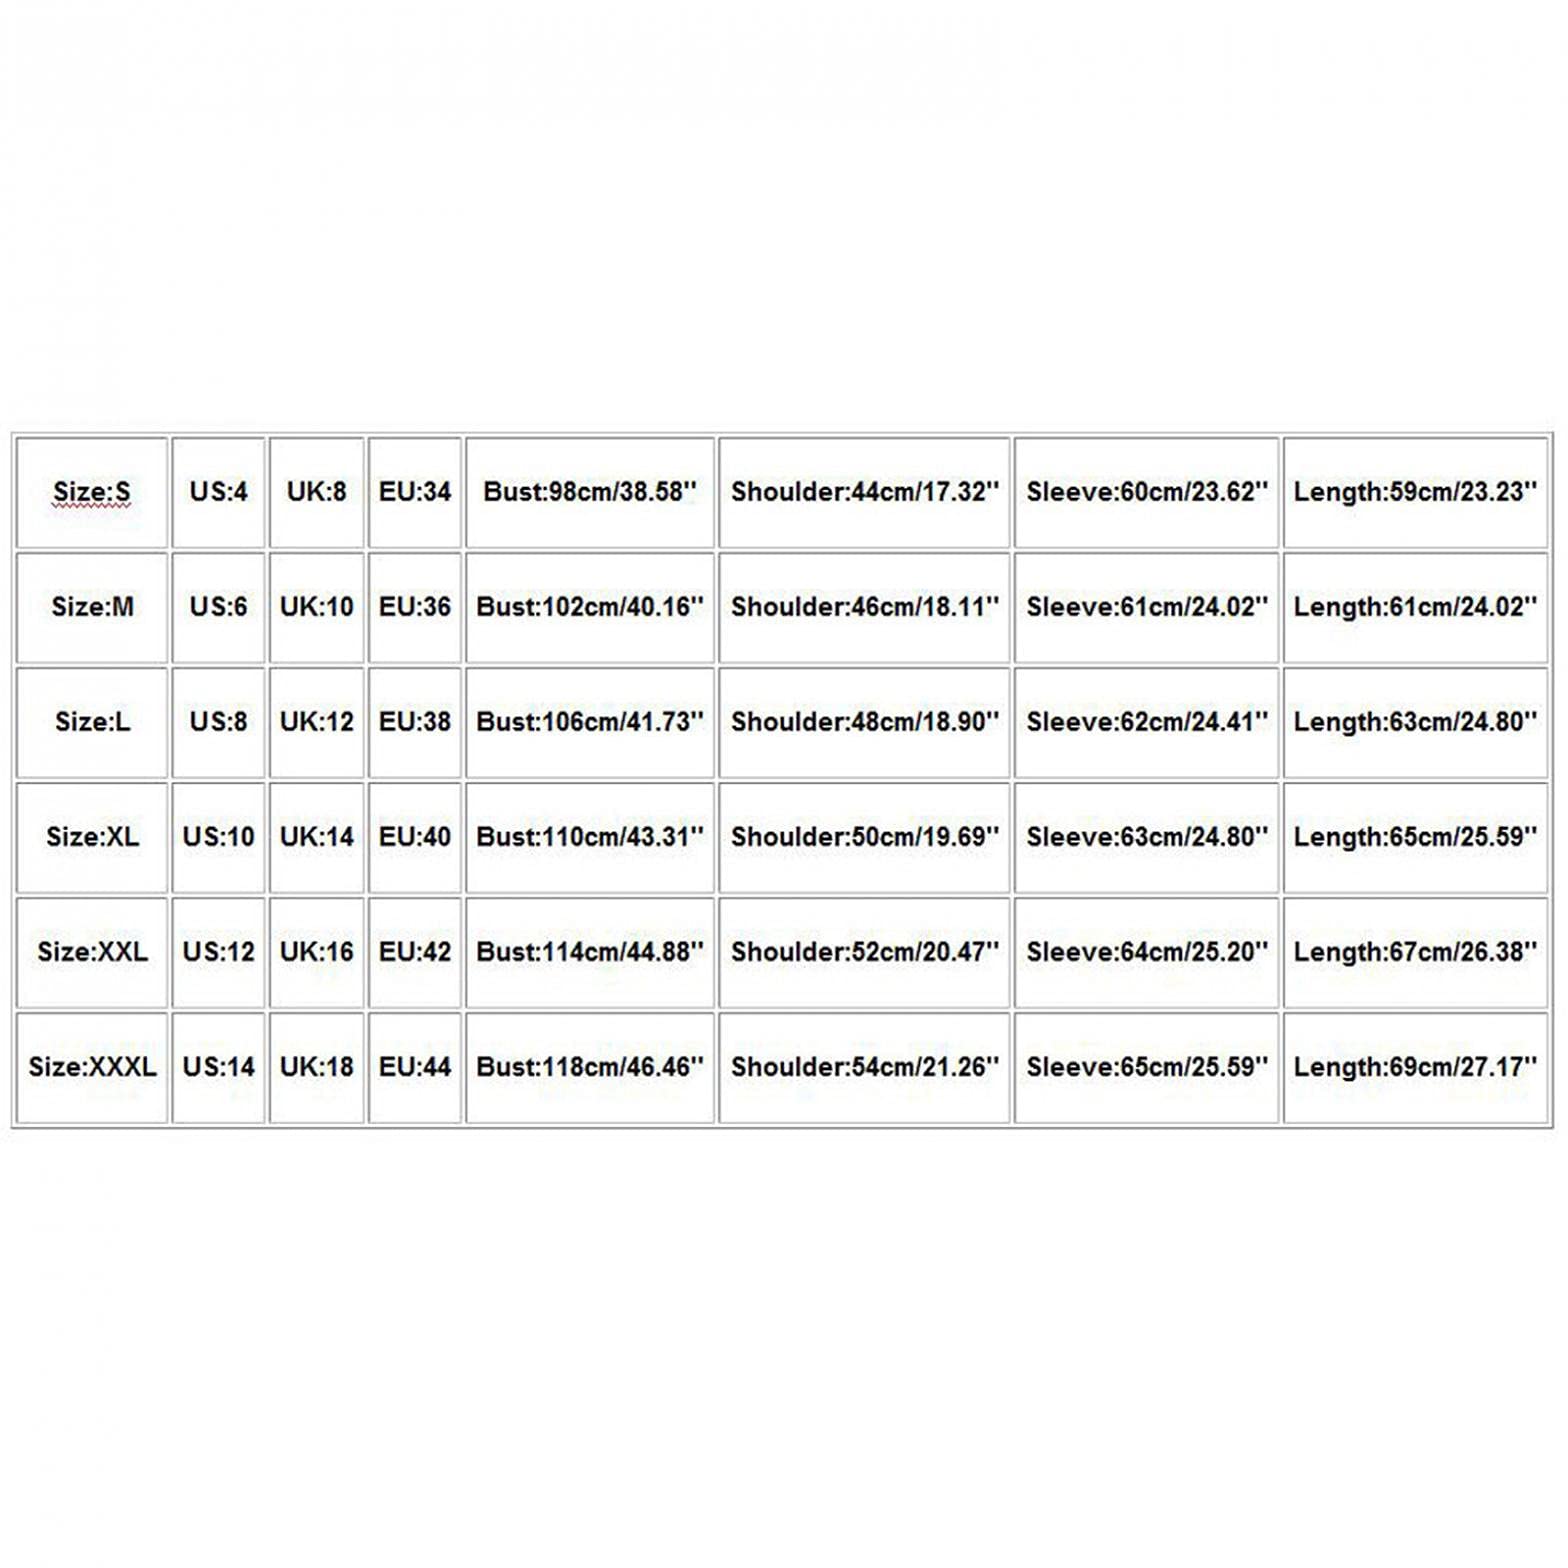 Size:S US:4 UK:8 EU:34 Bust:98cm/38.58'' Shoulder:44cm/17.32'' Sleeve:60cm/23.62'' Length:59cm/23.23''
Size:M US:6 UK:10 EU:36 Bust:102cm/40.16'' Shoulder:46cm/18.11'' Sleeve:61cm/24.02'' Length:61cm/24.02''
Size:L US:8 UK:12 EU:38 Bust:106cm/41.73'' Shoulder:48cm/18.90'' Sleeve:62cm/24.41'' Length:63cm/24.80''
Size:XL US:10 UK:14 EU:40 Bust:110cm/43.31'' Shoulder:50cm/19.69'' Sleeve:63cm/24.80'' Length:65cm/25.59''
Size:XXL US:12 UK:16 EU:42 Bust:114cm/44.88'' Shoulder:52cm/20.47'' Sleeve:64cm/25.20'' Length:67cm/26.38''
Size:XXXL US:14 UK:18 EU:44 Bust:118cm/46.46'' Shoulder:54cm/21.26'' Sleeve:65cm/25.59'' Length:69cm/27.17''